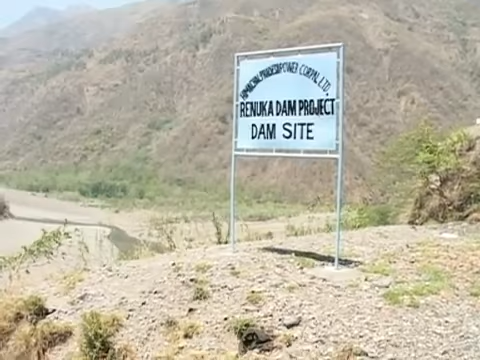 HIMACHAL PRADESH POWER CORPN. LTD.
RENUKA DAM PROJECT
DAM SITE